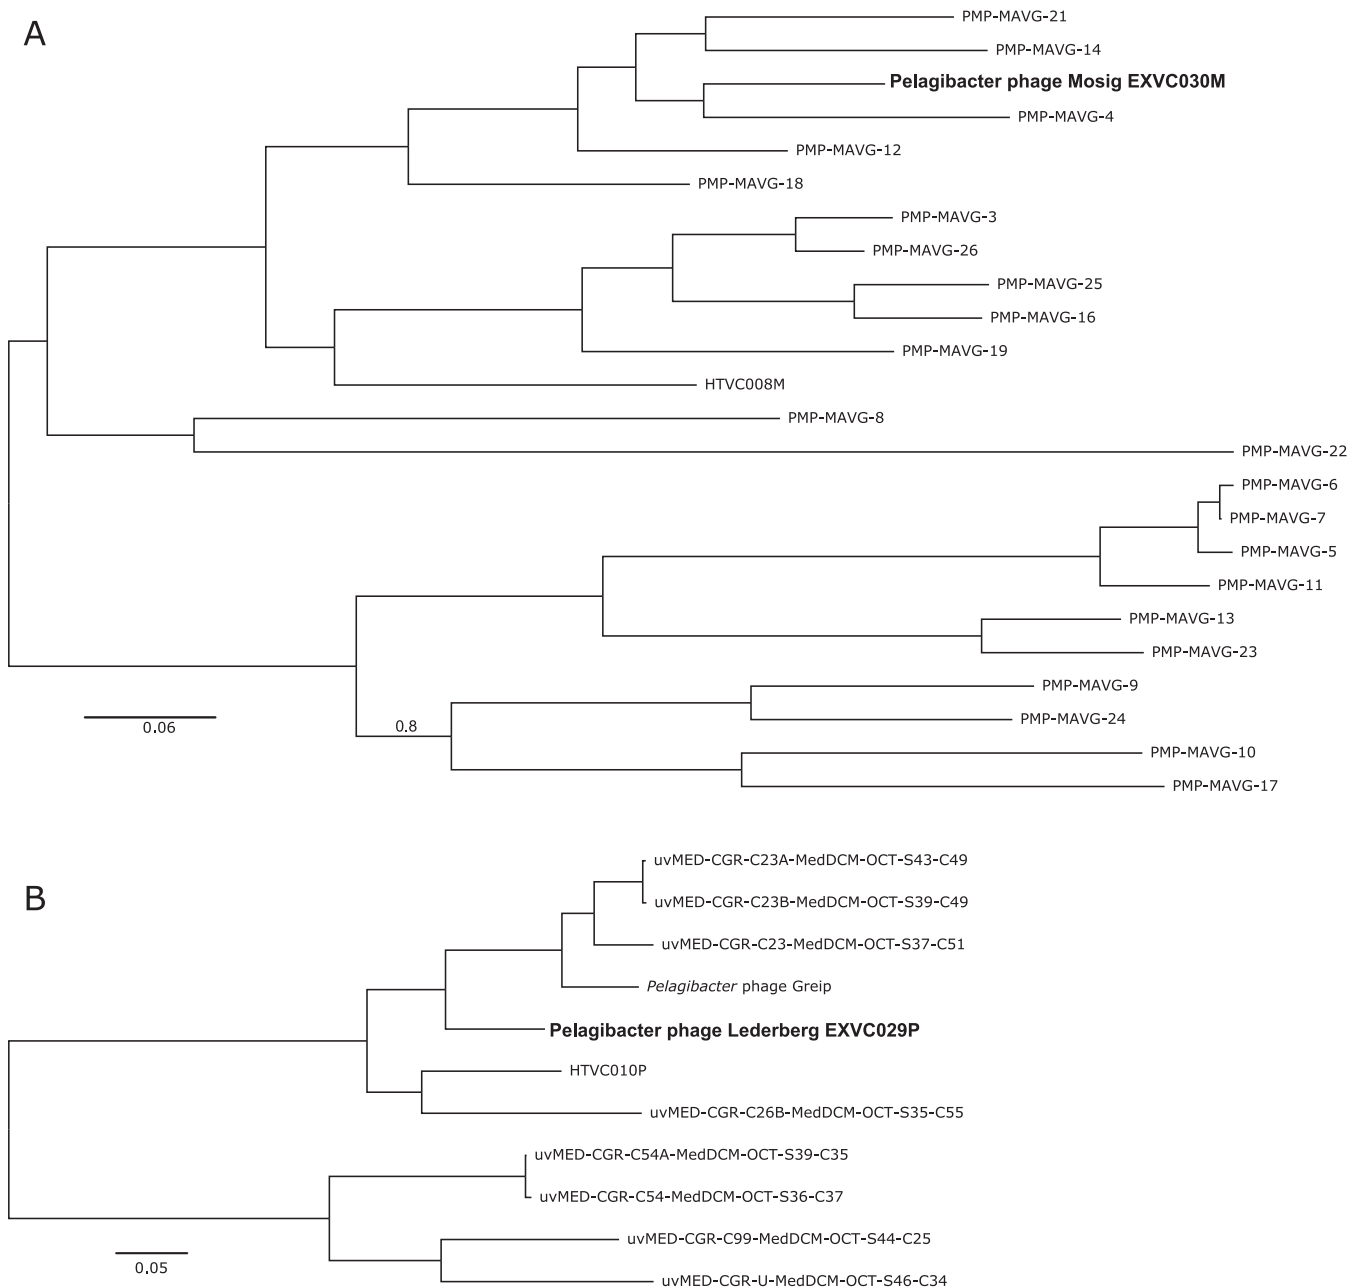 A
PMP-MAVG-21
PMP-MAVG-14
Pelagibacter phage Mosig EXVC030M
PMP-MAVG-4
PMP-MAVG-12
PMP-MAVG-18
PMP-MAVG-3
PMP-MAVG-26
PMP-MAVG-25
PMP-MAVG-16
PMP-MAVG-19
HTVC008M
PMP-MAVG-8
PMP-MAVG-22
PMP-MAVG-6
PMP-MAVG-7
PMP-MAVG-5
PMP-MAVG-11
PMP-MAVG-13
PMP-MAVG-23
PMP-MAVG-9
PMP-MAVG-24
0.06
0.8
PMP-MAVG-10
PMP-MAVG-17
B
uvMED-CGR-C23A-MedDCM-OCT-S43-C49
uvMED-CGR-C23B-MedDCM-OCT-S39-C49
uvMED-CGR-C23-MedDCM-OCT-S37-C51
Pelagibacter phage Greip
Pelagibacter phage Lederberg EXVC029P
HTVC010P
uvMED-CGR-C26B-MedDCM-OCT-S35-C55
uvMED-CGR-C54A-MedDCM-OCT-S39-C35
uvMED-CGR-C54-MedDCM-OCT-S36-C37
uvMED-CGR-C99-MedDCM-OCT-S44-C25
0.05
uvMED-CGR-U-MedDCM-OCT-S46-C34